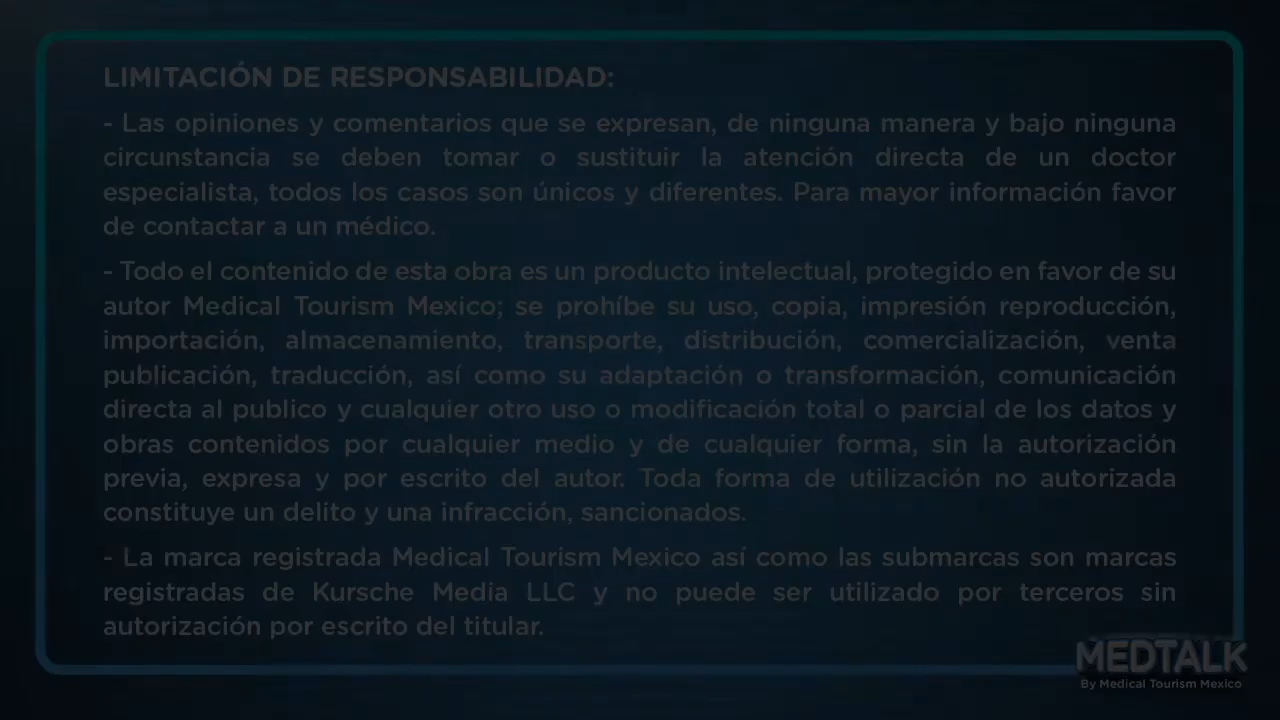 LIMITACIÓN DE RESPONSABILIDAD:
- Las opiniones y comentarios que se expresan, de ninguna manera y bajo ninguna
circunstancia se deben tomar o sustituir la atención directa de un doctor
especialista, todos los casos son únicos y diferentes. Para mayor información favor
de contactar a un médico.
- Todo el contenido de esta obra es un producto intelectual, protegido en favor de su
autor Medical Tourism Mexico; se prohíbe su uso, copia, impresión reproducción,
importación, almacenamiento, transporte, distribución, comercialización, venta
publicación, traducción, así como su adaptación o transformación, comunicación
directa al publico y cualquier otro uso o modificación total o parcial de los datos y
obras contenidos por cualquier medio y de cualquier forma, sin la autorización
previa, expresa y por escrito del autor. Toda forma de utilización no autorizada
constituye un delito y una infracción, sancionados.
- La marca registrada Medical Tourism Mexico así como las submarcas son marcas
registradas de Kursche Media LLC y no puede ser utilizado por terceros sin
autorización por escrito del titular.
MEDTALK
By Medical Tourism Mexico